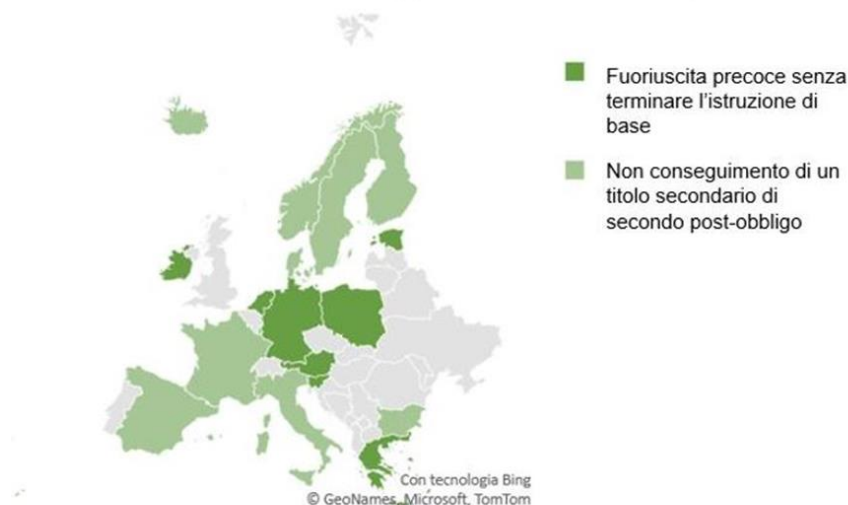 Fuoriuscita precoce senza
terminare l’istruzione di
base
Non conseguimento di un
titolo secondario di
secondo post-obbligo
Con tecnologia Bing
© GeoNames, Microsoft, TomTom